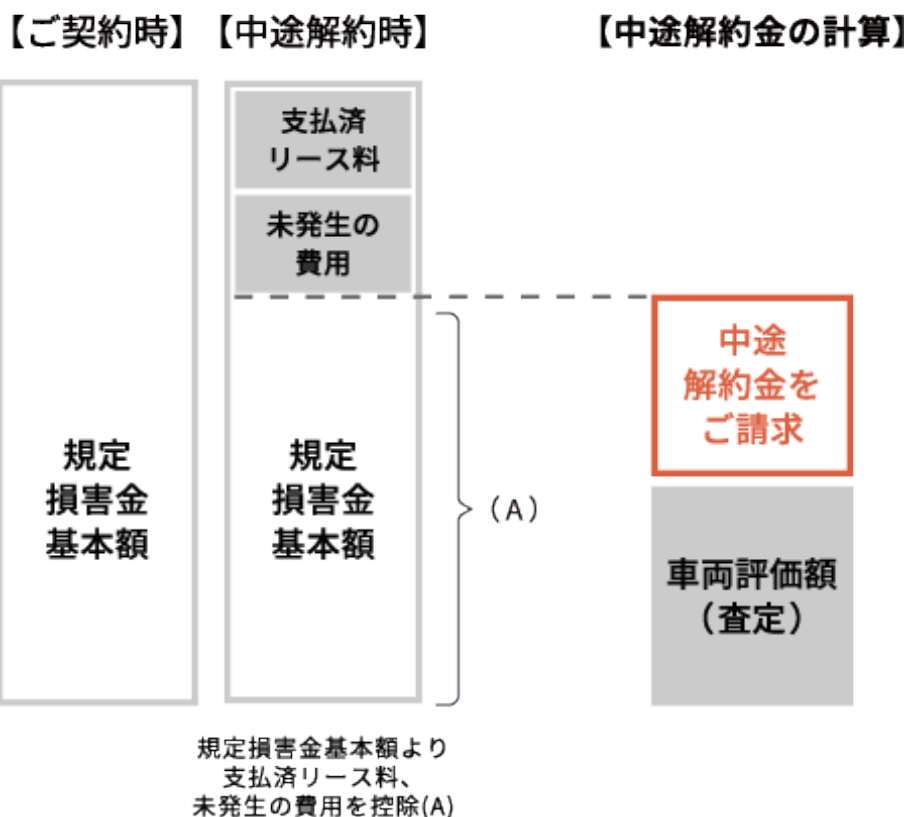 【ご契約時】
【中途解約時】
【中途解約金の計算】
支払済
リース料
未発生の
費用
規定
損害金
基本額
規定
損害金
基本額
（A）
中途
解約金を
ご請求
車両評価額
（査定）
規定損害金基本額より
支払済リース料、
未発生の費用を控除(A)